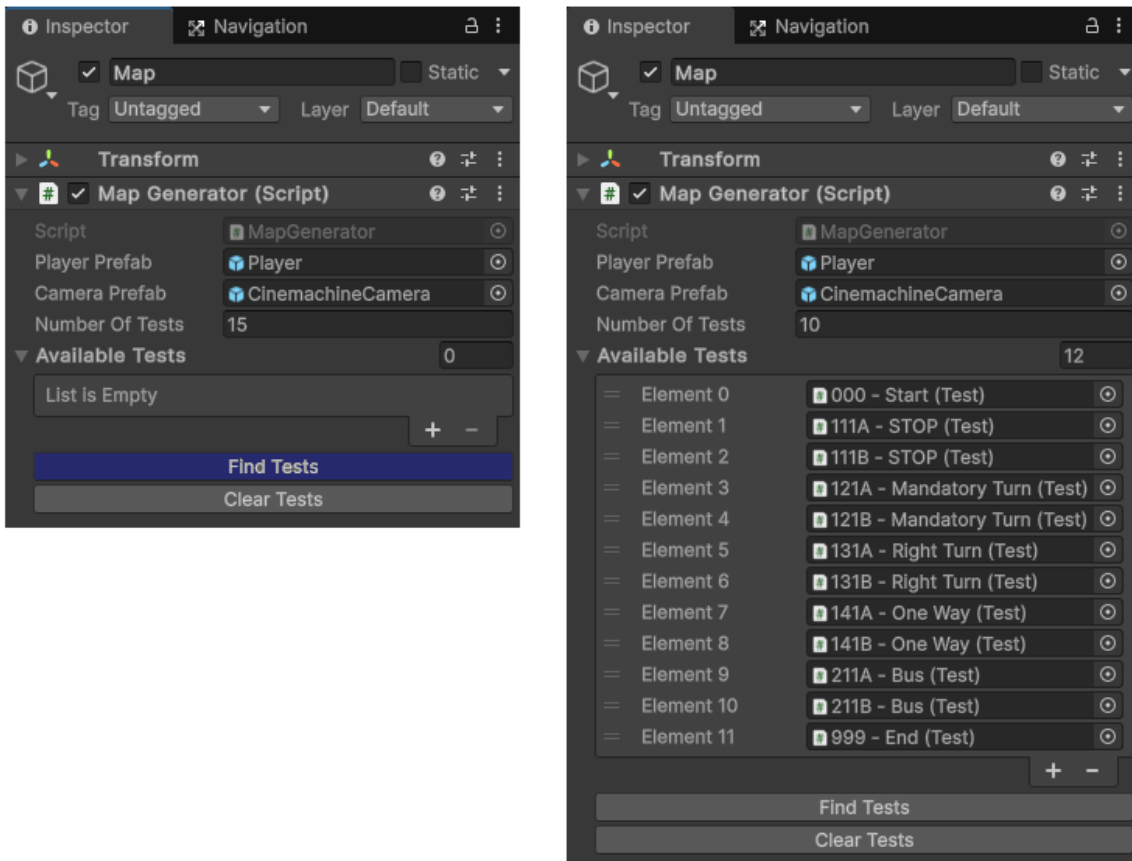 Inspector Navigation
Map Static
Tag Untagged Layer Default
Transform
Map Generator (Script)
Script MapGenerator
Player Prefab Player
Camera Prefab CinemachineCamera
Number Of Tests 15
Available Tests 0
List is Empty
+ -
Find Tests
Clear Tests
Inspector Navigation
Map Static
Tag Untagged Layer Default
Transform
# Map Generator (Script)
Script MapGenerator
Player Prefab Player
Camera Prefab CinemachineCamera
Number Of Tests 10
Available Tests 12
Element 0 000 - Start (Test)
Element 1 111A - STOP (Test)
Element 2 111B - STOP (Test)
Element 3 121A - Mandatory Turn (Test)
Element 4 121B - Mandatory Turn (Test)
Element 5 131A - Right Turn (Test)
Element 6 131B - Right Turn (Test)
Element 7 141A - One Way (Test)
Element 8 141B - One Way (Test)
Element 9 211A - Bus (Test)
Element 10 211B - Bus (Test)
Element 11 999 - End (Test)
+ -
Find Tests
Clear Tests